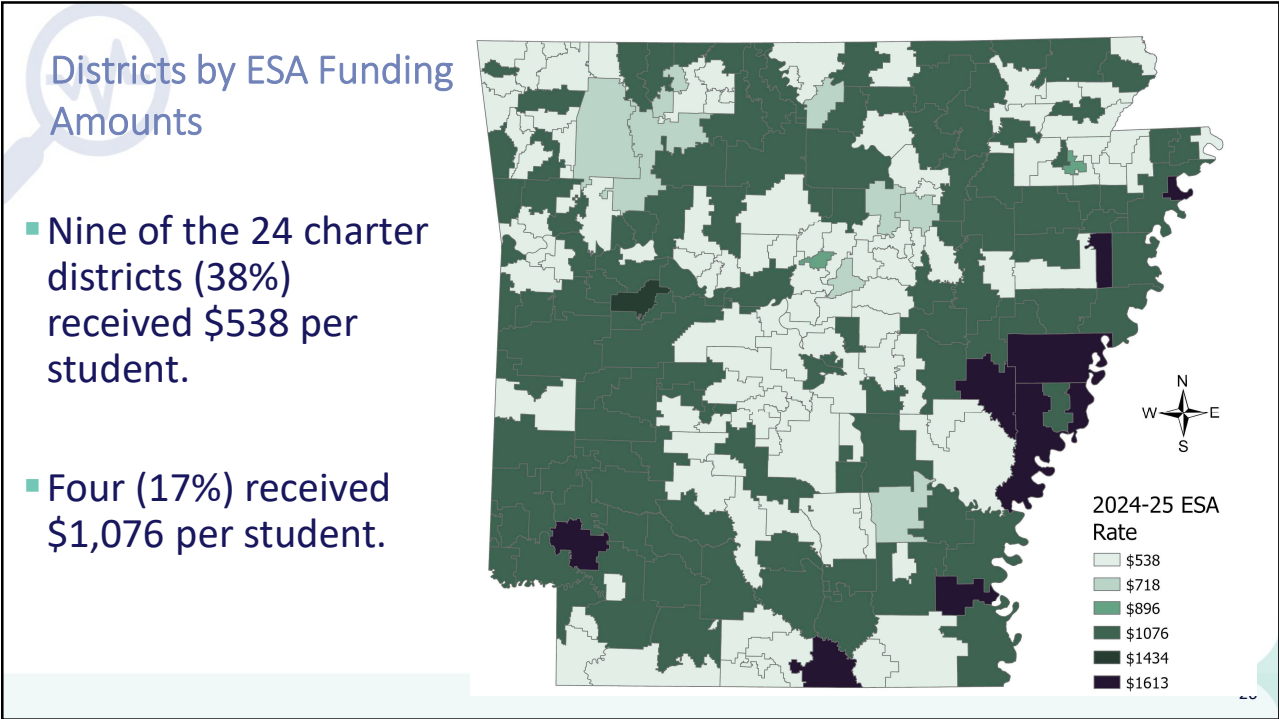 Districts by ESA Funding
Amounts
Nine of the 24 charter
districts (38%)
received $538 per
student.
Four (17%) received
$1,076 per student.
N
W E
S
2024-25 ESA
Rate
$538
$718
$896
$1076
$1434
$1613